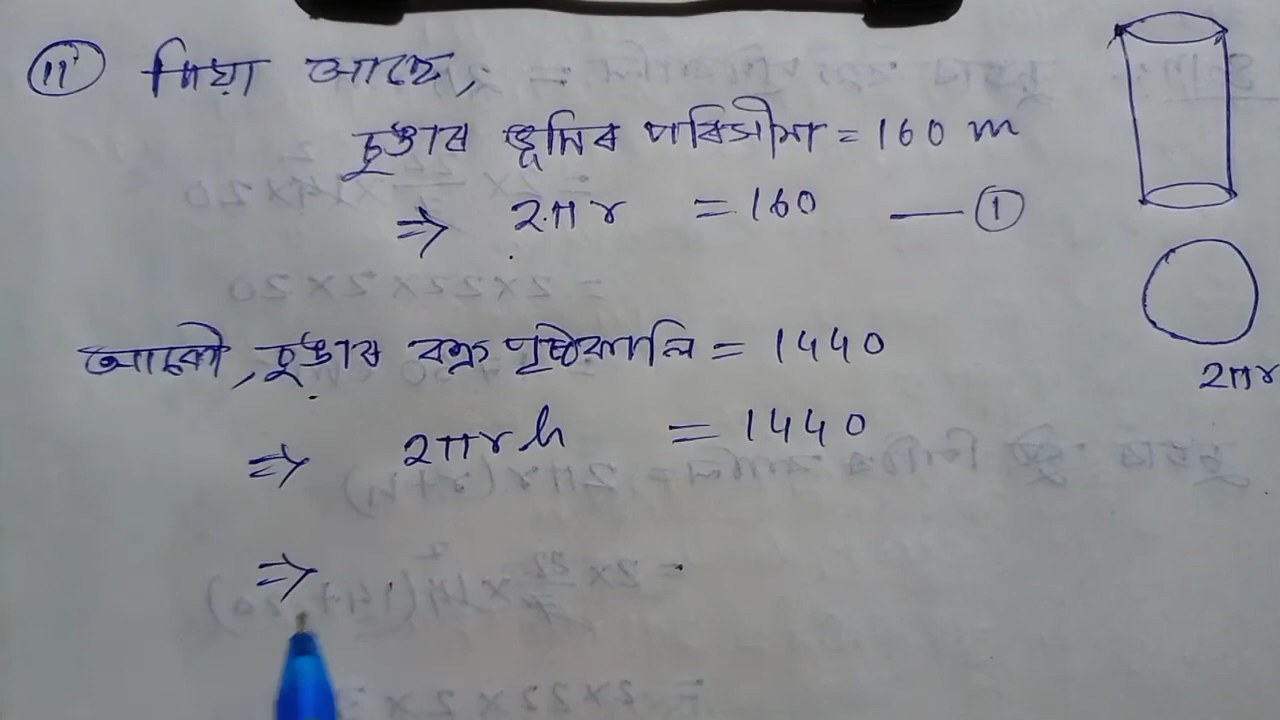 (11) দিয়া আছে,
চুঙাৰ ভূমিৰ পৰিসীমা = 160 m
⇒ 2πr = 160 —— ①
আকৌ, চুঙাৰ বক্ৰ পৃষ্ঠকালি = 1440
⇒ 2πrh = 1440
⇒
2πr